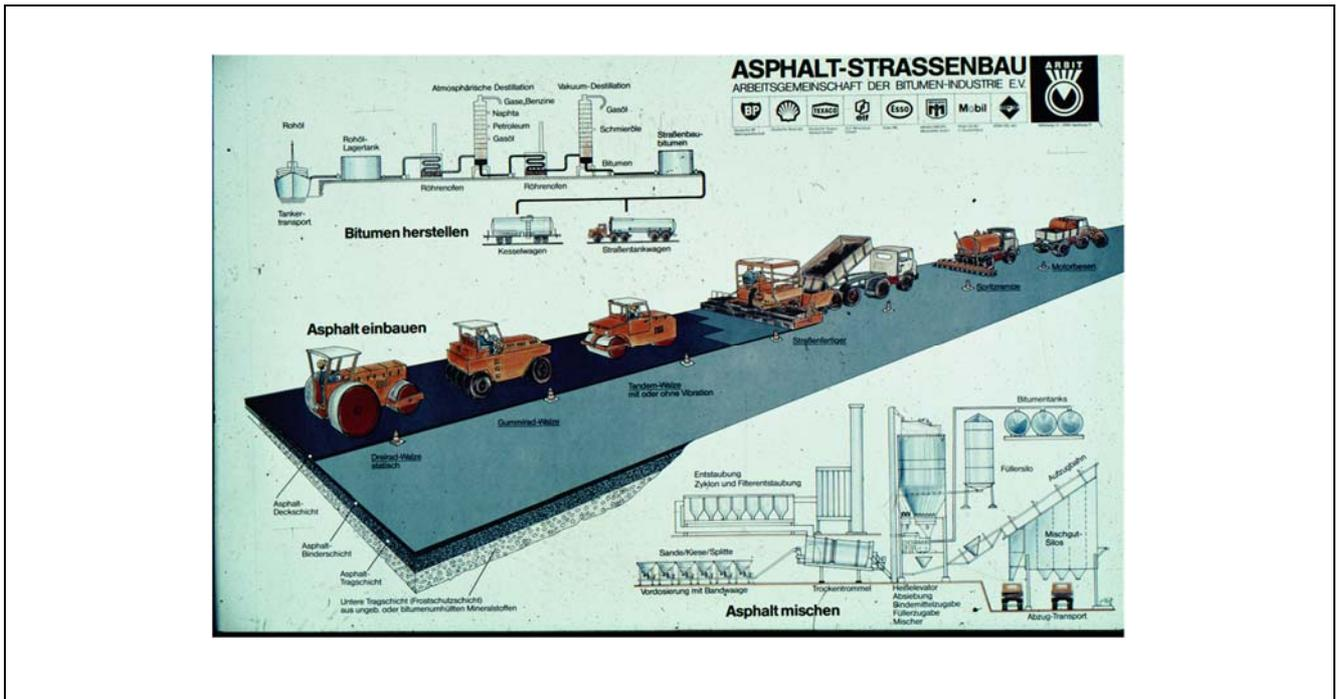 ASPHALT-STRASSENBAU
ARBEITSGEMEINSCHAFT DER BITUMEN-INDUSTRIE E.V.
ARBIT
BP
TEXACO
elf
Esso
Mobil
Atmosphärische Destillation
Vakuum-Destillation
Gase,Benzine
Naphta
Petroleum
Gasöl
Gasöl
Schmieröle
Rohöl
Rohöl-
Lagertank
Straßenbau-
bitumen
Bitumen
Röhrenofen
Röhrenofen
Tanker-
transport
Bitumen herstellen
Kesselwagen
Straßentankwagen
Asphalt einbauen
Motorbesen
Spritzrampe
Straßenfertiger
Tandem-Walze
mit oder ohne Vibration
Gummirad-Walze
Dreirad-Walze
statisch
Asphalt-
Deckschicht
Asphalt-
Binderschicht
Asphalt-
Tragschicht
Untere Tragschicht (Frostschutzschicht)
aus ungeb. oder bitumenumhüllten Mineralstoffen
Bitumentanks
Füllersilo
Aufzugbahn
Entstaubung
Zyklon und Filterentstaubung
Mischgut-
Silos
Sande/Kiese/Splitte
Vordosierung mit Bandwaage
Trockentrommel
Heißelevator
Absiebung
Bindemittelzugabe
Füllerzugabe
Mischer
Abzug-Transport
Asphalt mischen